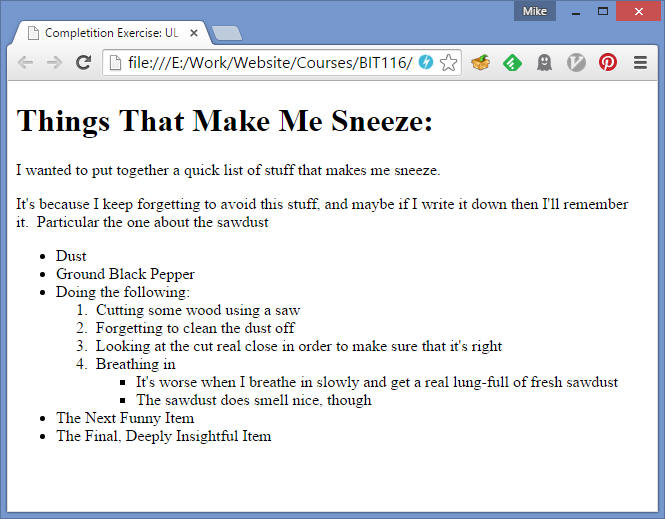 Mike
Completition Exercise: UL
file:///E:/Work/Website/Courses/BIT116/
Things That Make Me Sneeze:
I wanted to put together a quick list of stuff that makes me sneeze.
It's because I keep forgetting to avoid this stuff, and maybe if I write it down then I'll remember
it.  Particular the one about the sawdust
• Dust
• Ground Black Pepper
• Doing the following:
1. Cutting some wood using a saw
2. Forgetting to clean the dust off
3. Looking at the cut real close in order to make sure that it's right
4. Breathing in
▪ It's worse when I breathe in slowly and get a real lung-full of fresh sawdust
▪ The sawdust does smell nice, though
• The Next Funny Item
• The Final, Deeply Insightful Item